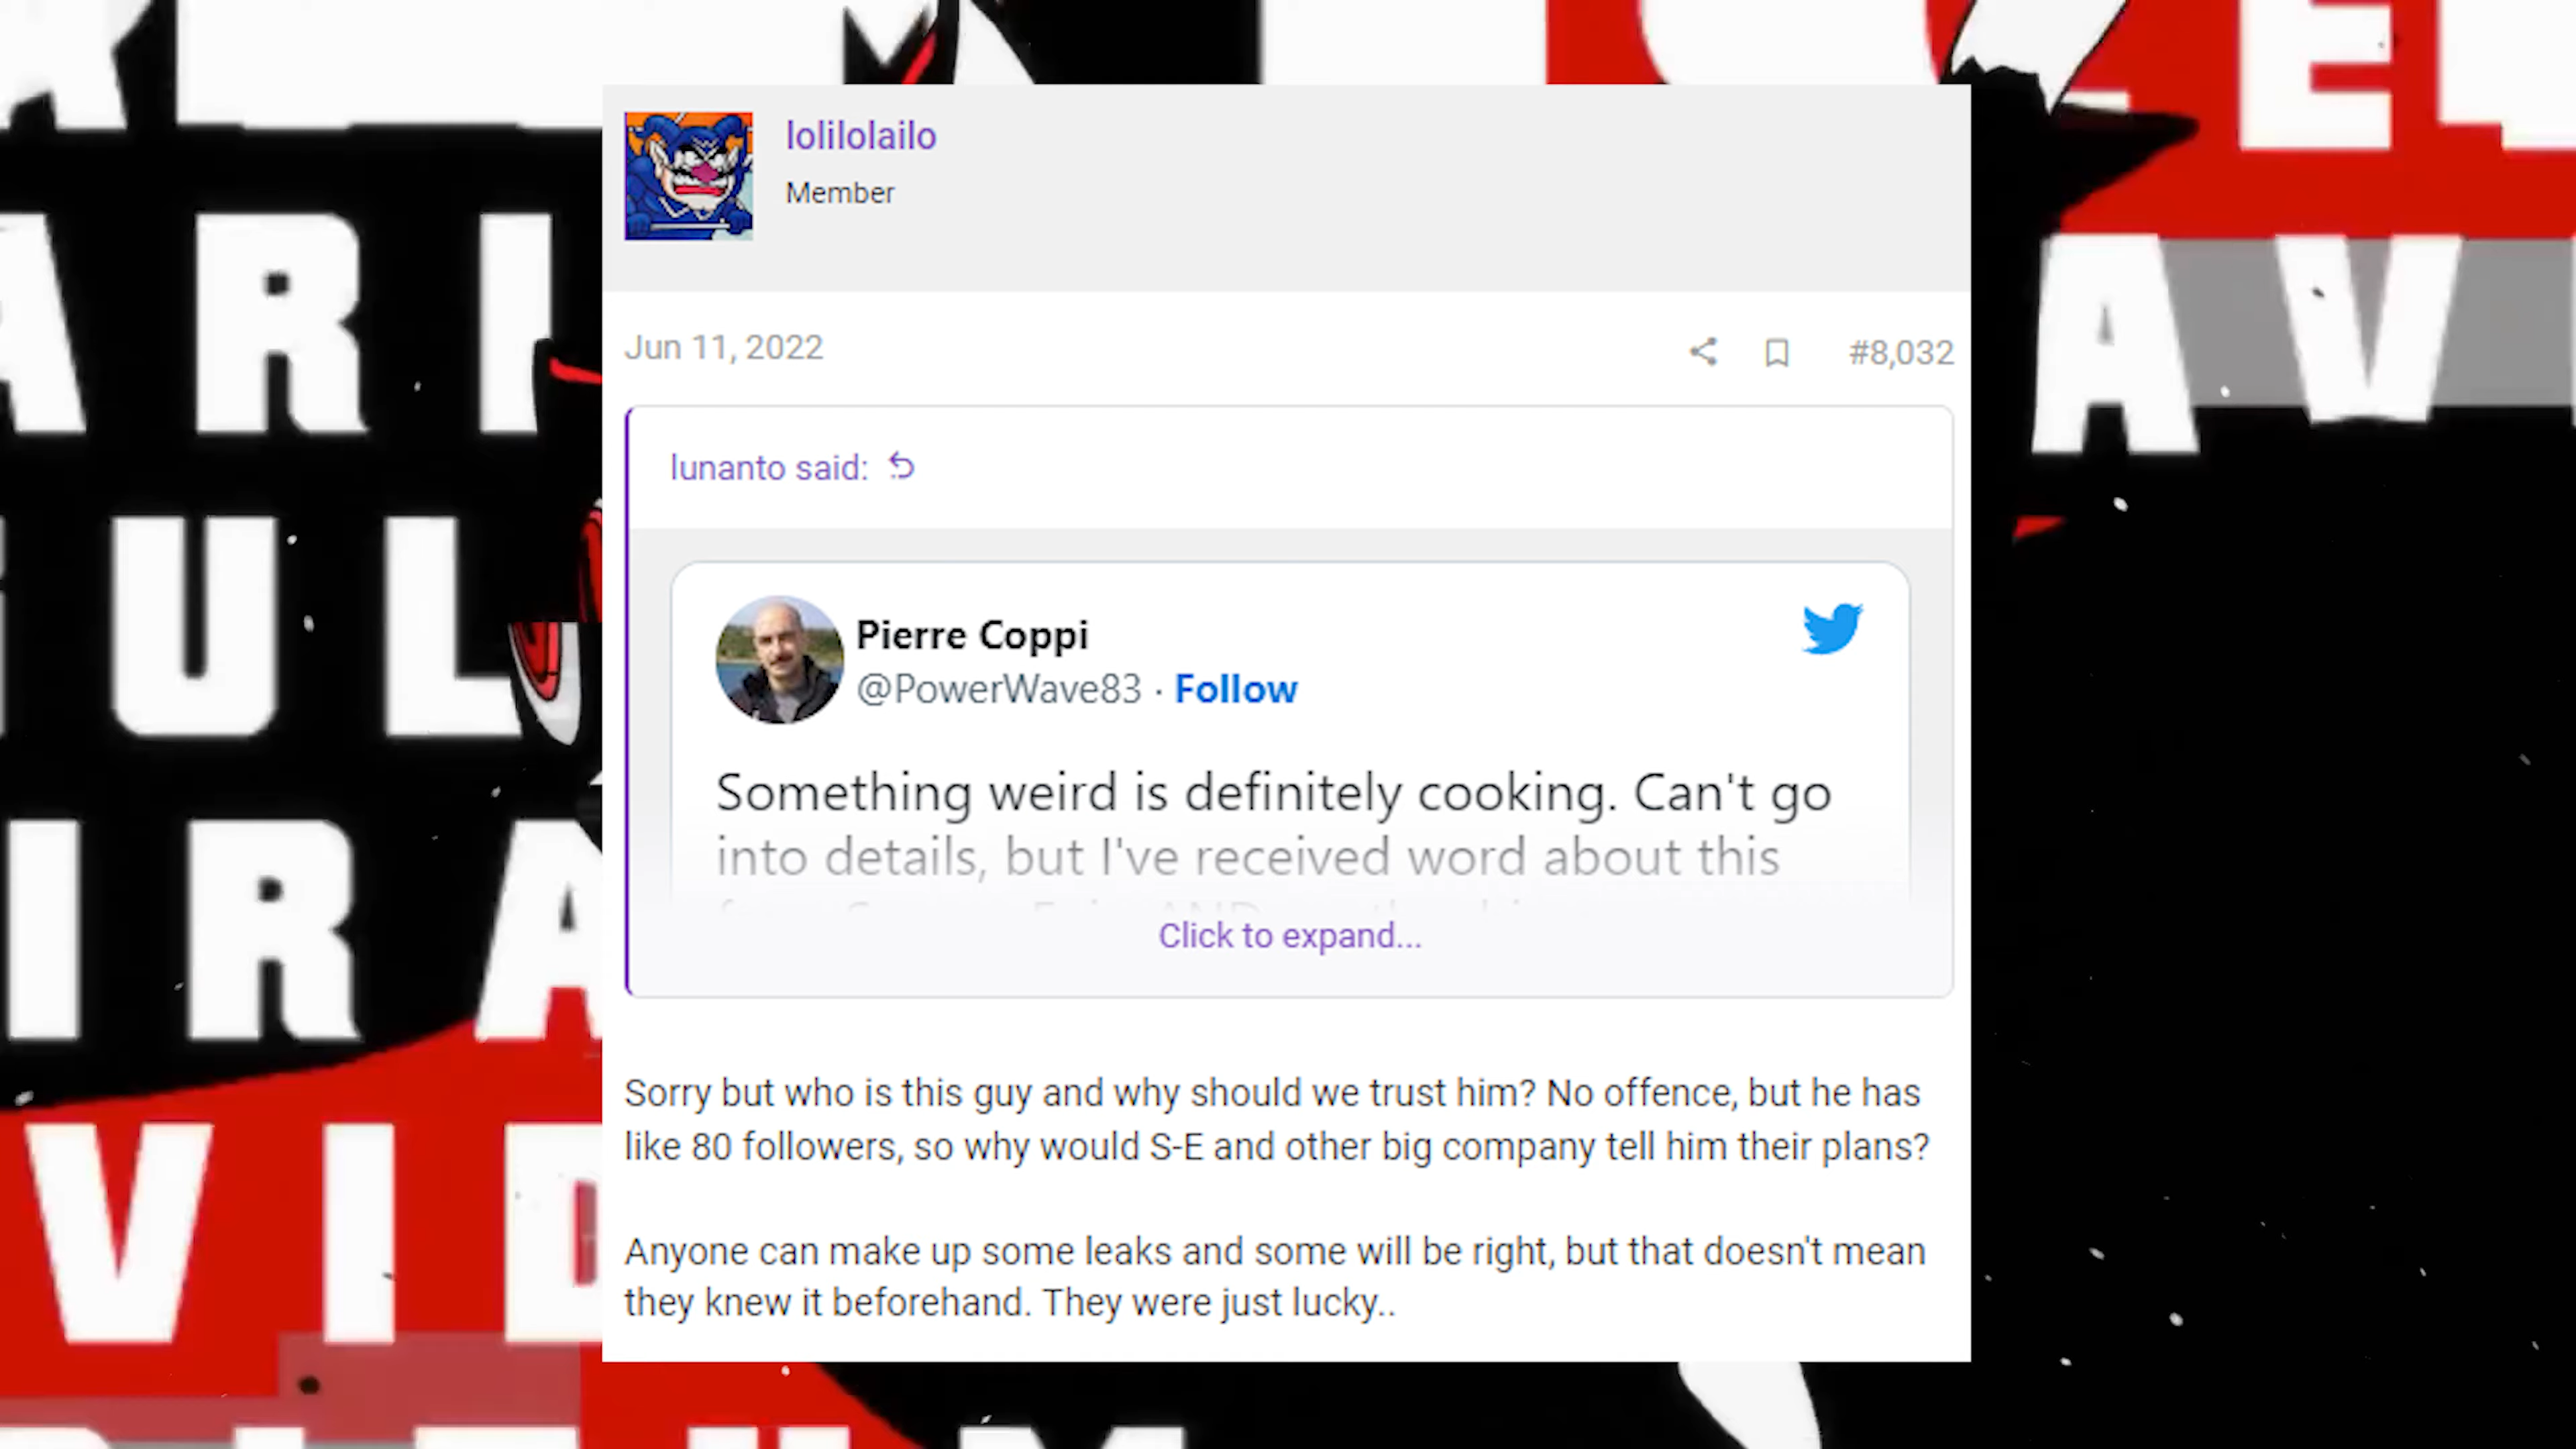 lolilolailo
Member
Jun 11, 2022
#8,032
lunanto said:
Pierre Coppi
@PowerWave83 · Follow
Something weird is definitely cooking. Can't go
into details, but I've received word about this
Click to expand...
Sorry but who is this guy and why should we trust him? No offence, but he has
like 80 followers, so why would S-E and other big company tell him their plans?
Anyone can make up some leaks and some will be right, but that doesn't mean
they knew it beforehand. They were just lucky..